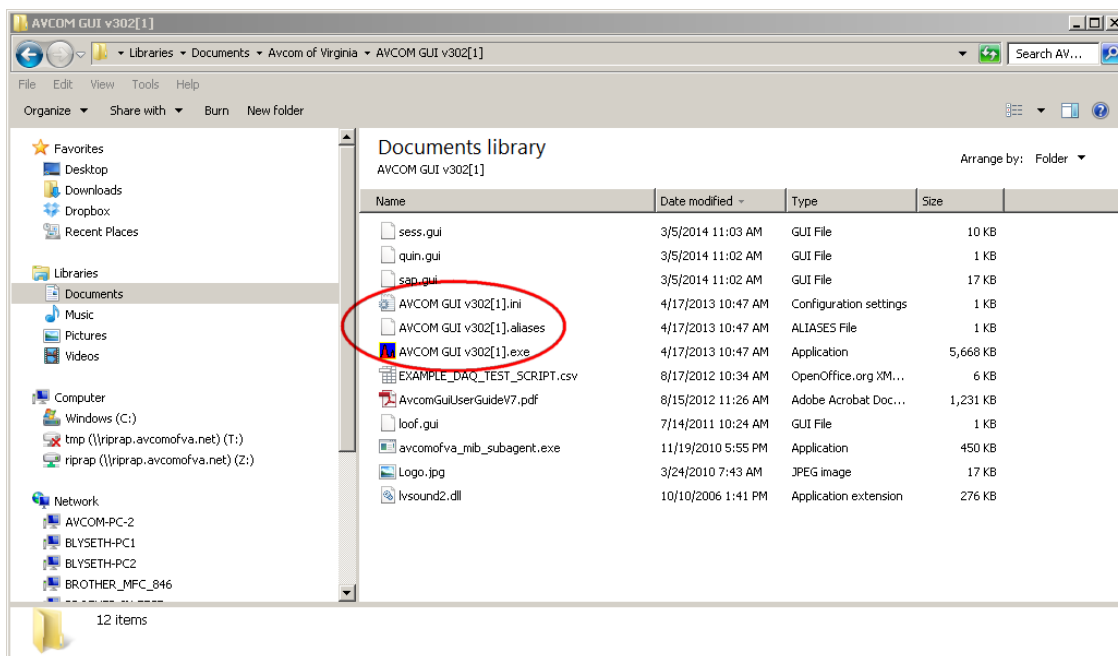 AVCOM GUI v302[1]
Libraries Documents Avcom of Virginia AVCOM GUI v302[1]
Search AV...
File Edit View Tools Help
Organize Share with Burn New folder
Favorites
Desktop
Downloads
Dropbox
Recent Places
Libraries
Documents
Music
Pictures
Videos
Computer
Windows (C:)
tmp (\\riprap.avcomofva.net) (T:)
riprap (\\riprap.avcomofva.net) (Z:)
Network
AVCOM-PC-2
BLYSETH-PC1
BLYSETH-PC2
BROTHER_MFC_846
Documents library
AVCOM GUI v302[1]
Arrange by: Folder
Name Date modified Type Size
sess.gui 3/5/2014 11:03 AM GUI File 10 KB
quin.gui 3/5/2014 11:02 AM GUI File 1 KB
sap.gui 3/5/2014 11:02 AM GUI File 17 KB
AVCOM GUI v302[1].ini 4/17/2013 10:47 AM Configuration settings 1 KB
AVCOM GUI v302[1].aliases 4/17/2013 10:47 AM ALIASES File 1 KB
AVCOM GUI v302[1].exe 4/17/2013 10:47 AM Application 5,668 KB
EXAMPLE_DAQ_TEST_SCRIPT.csv 8/17/2012 10:34 AM OpenOffice.org XM... 6 KB
AvcomGuiUserGuideV7.pdf 8/15/2012 11:26 AM Adobe Acrobat Doc... 1,231 KB
loof.gui 7/14/2011 10:24 AM GUI File 1 KB
avcomofva_mib_subagent.exe 11/19/2010 5:55 PM Application 450 KB
Logo.jpg 3/24/2010 7:43 AM JPEG image 17 KB
lvsound2.dll 10/10/2006 1:41 PM Application extension 276 KB
12 items